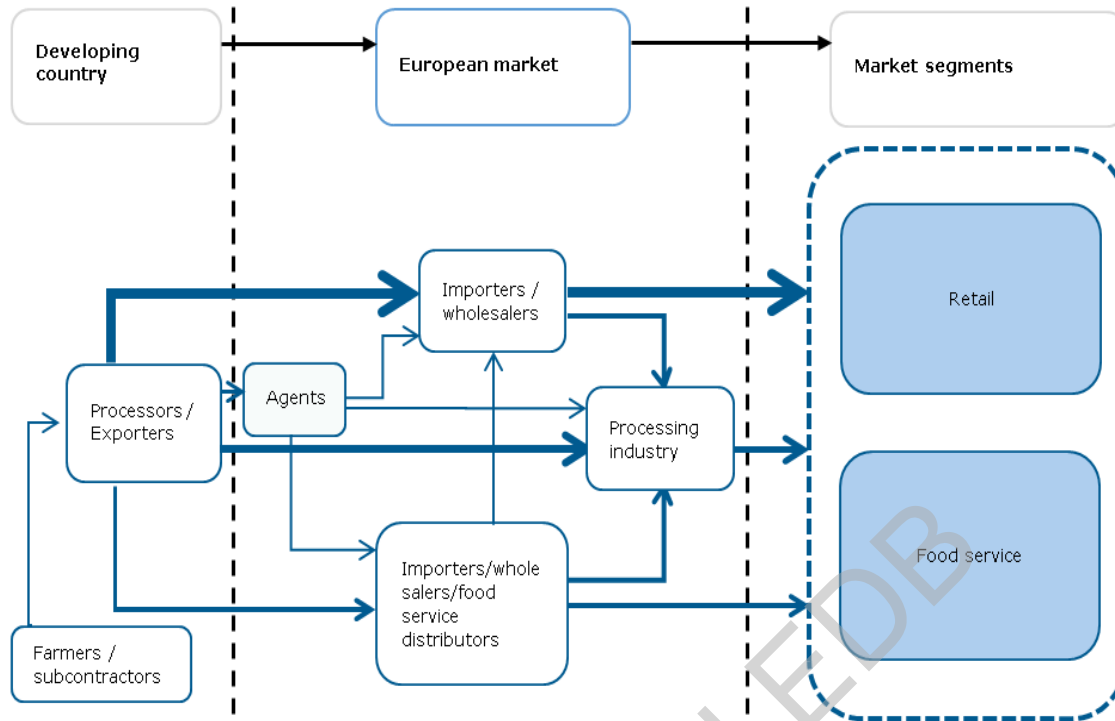 Developing
country
European market
Market segments
Retail
Importers /
wholesalers
Agents
Processors /
Exporters
Processing
industry
Food service
Importers/whole
salers/food
service
distributors
Farmers /
subcontractors
LEDB